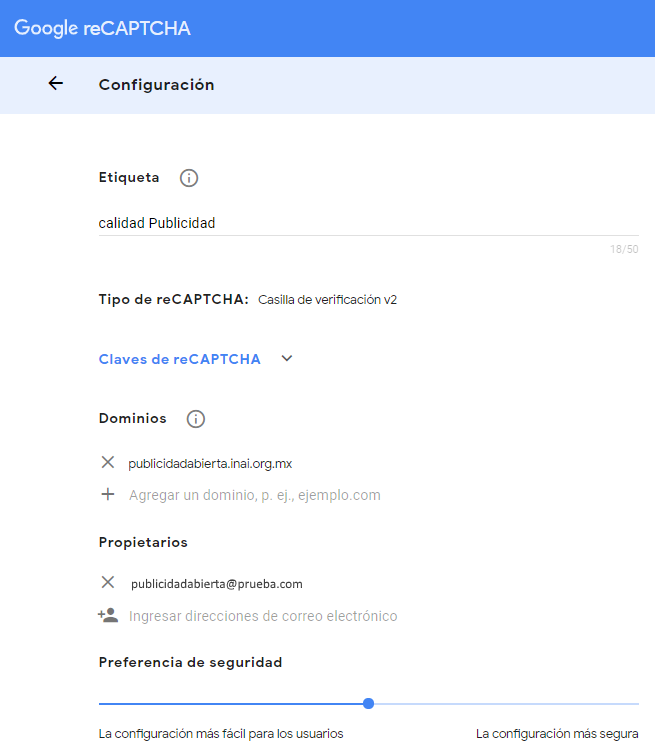 Google reCAPTCHA
Configuración
Etiqueta
calidad Publicidad
18/50
Tipo de reCAPTCHA: Casilla de verificación v2
Claves de reCAPTCHA
Dominios
publicidadabierta.inai.org.mx
Agregar un dominio, p. ej., ejemplo.com
Propietarios
publicidadabierta@prueba.com
Ingresar direcciones de correo electrónico
Preferencia de seguridad
La configuración más fácil para los usuarios La configuración más segura